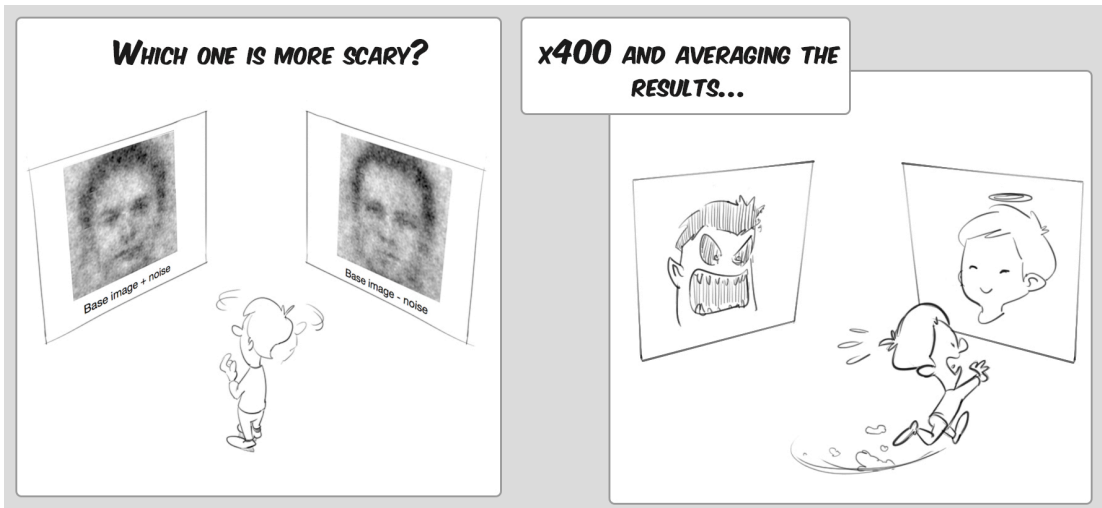 WHICH ONE IS MORE SCARY?
Base image + noise
Base image - noise
x400 AND AVERAGING THE
RESULTS...